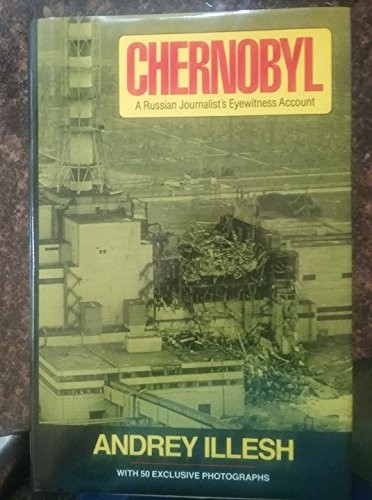 CHERNOBYL
A Russian Journalist's Eyewitness Account
ANDREY ILLESH
WITH 50 EXCLUSIVE PHOTOGRAPHS